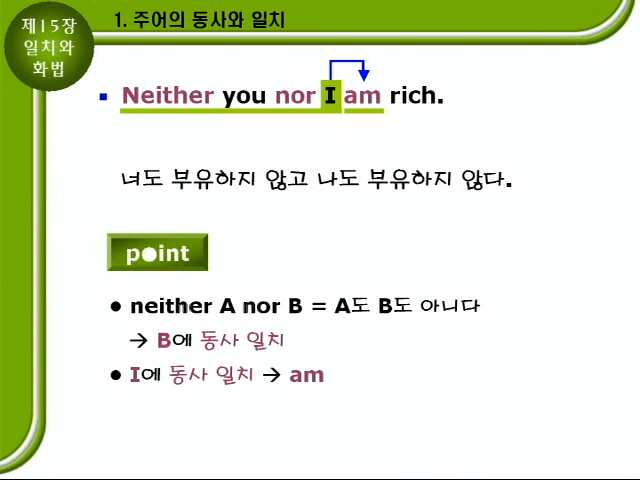 제15장
일치와
화법
1. 주어의 동사와 일치
Neither you nor I am rich.
너도 부유하지 않고 나도 부유하지 않다.
point
● neither A nor B = A도 B도 아니다
→ B에 동사 일치
● I에 동사 일치 → am